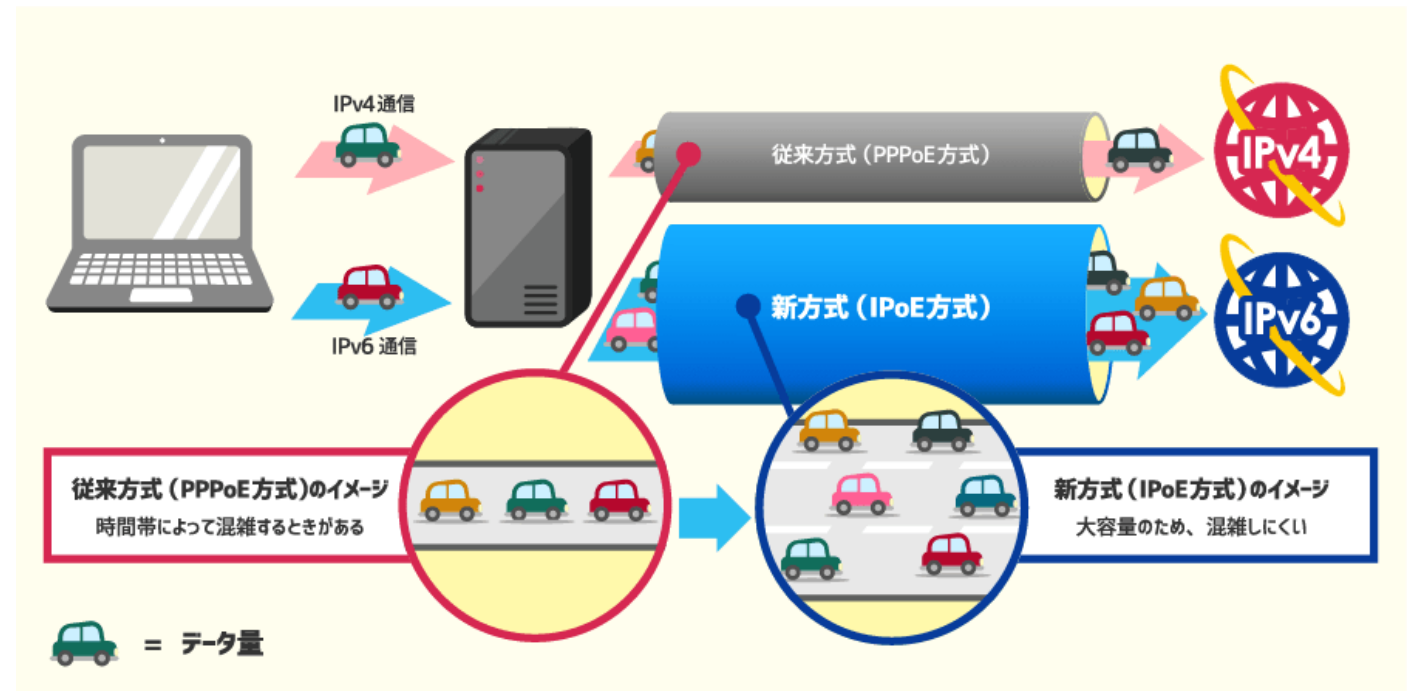 IPv4通信
従来方式(PPPoE方式)
IPv4
新方式(IPoE方式)
IPv6
IPv6 通信
従来方式(PPPoE方式)のイメージ
時間帯によって混雑するときがある
新方式(IPoE方式)のイメージ
大容量のため、混雑しにくい
= データ量